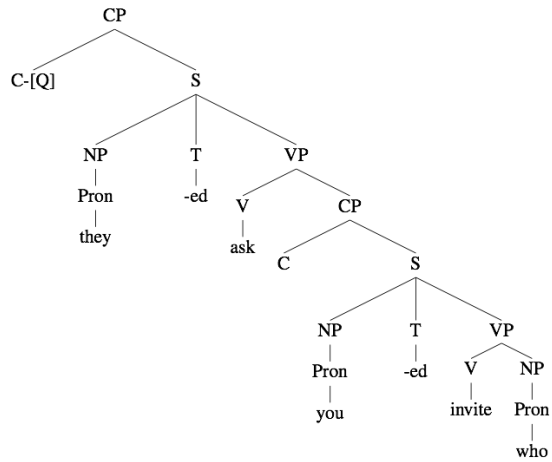 CP
C-[Q] S
NP T VP
Pron -ed V CP
they ask C S
NP T VP
Pron -ed V NP
you invite Pron
who